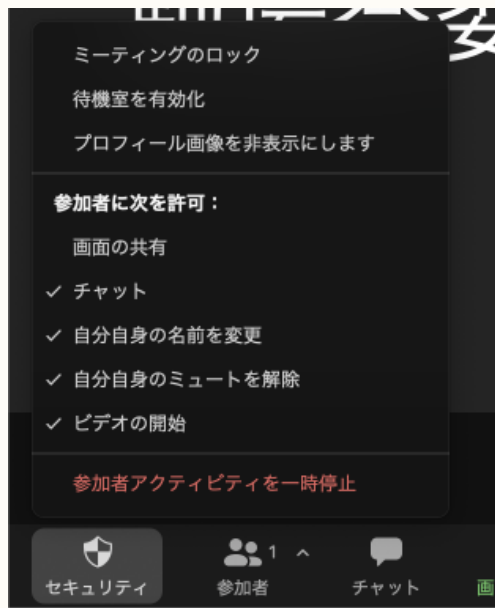 ミーティングのロック
待機室を有効化
プロフィール画像を非表示にします
参加者に次を許可：
画面の共有
✓ チャット
✓ 自分自身の名前を変更
✓ 自分自身のミュートを解除
✓ ビデオの開始
参加者アクティビティを一時停止
セキュリティ
1
参加者
チャット
画